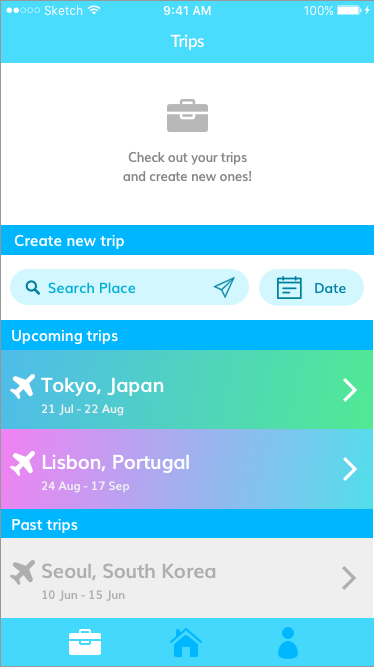 Sketch 9:41 AM 100%
Trips
Check out your trips
and create new ones!
Create new trip
Search Place Date
Upcoming trips
Tokyo, Japan
21 Jul - 22 Aug
Lisbon, Portugal
24 Aug - 17 Sep
Past trips
Seoul, South Korea
10 Jun - 15 Jun